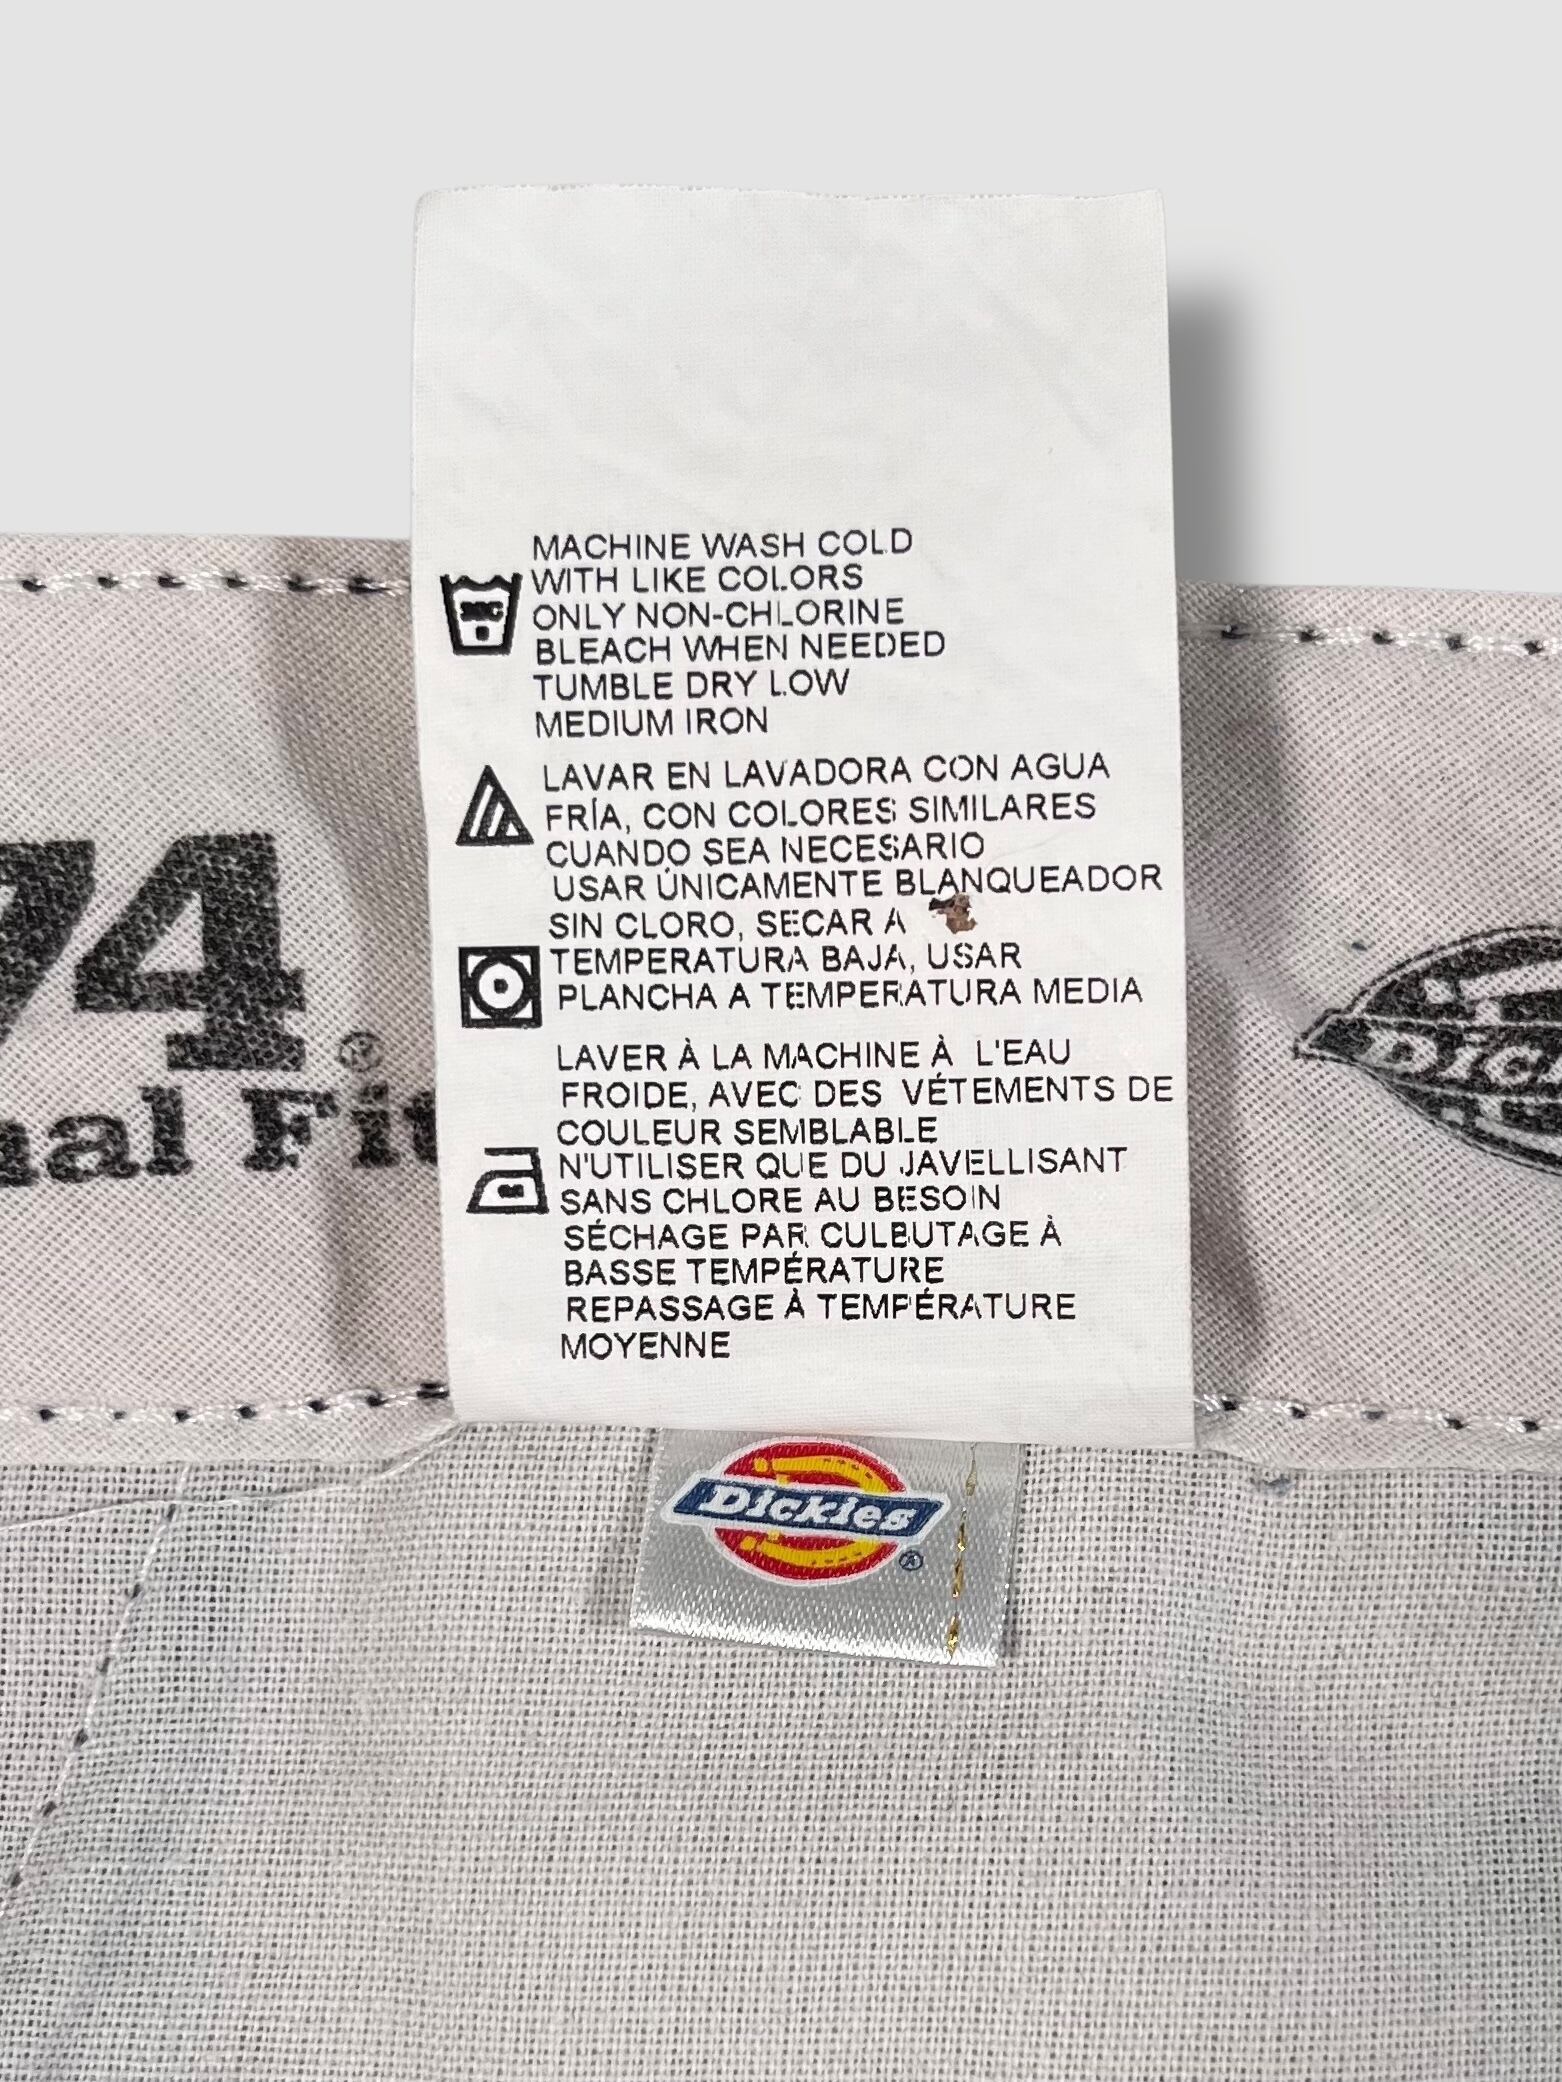 MACHINE WASH COLD
WITH LIKE COLORS
ONLY NON-CHLORINE
BLEACH WHEN NEEDED
TUMBLE DRY LOW
MEDIUM IRON
LAVAR EN LAVADORA CON AGUA
FRÍA, CON COLORES SIMILARES
CUANDO SEA NECESARIO
USAR ÚNICAMENTE BLANQUEADOR
SIN CLORO, SECAR A
TEMPERATURA BAJA, USAR
PLANCHA A TEMPERATURA MEDIA
LAVER À LA MACHINE À L'EAU
FROIDE, AVEC DES VÉTEMENTS DE
COULEUR SEMBLABLE
N'UTILISER QUE DU JAVELLISANT
SANS CHLORE AU BESOIN
SÉCHAGE PAR CULBUTAGE À
BASSE TEMPÉRATURE
REPASSAGE À TEMPÉRATURE
MOYENNE
74®
nal Fit
Dickies®